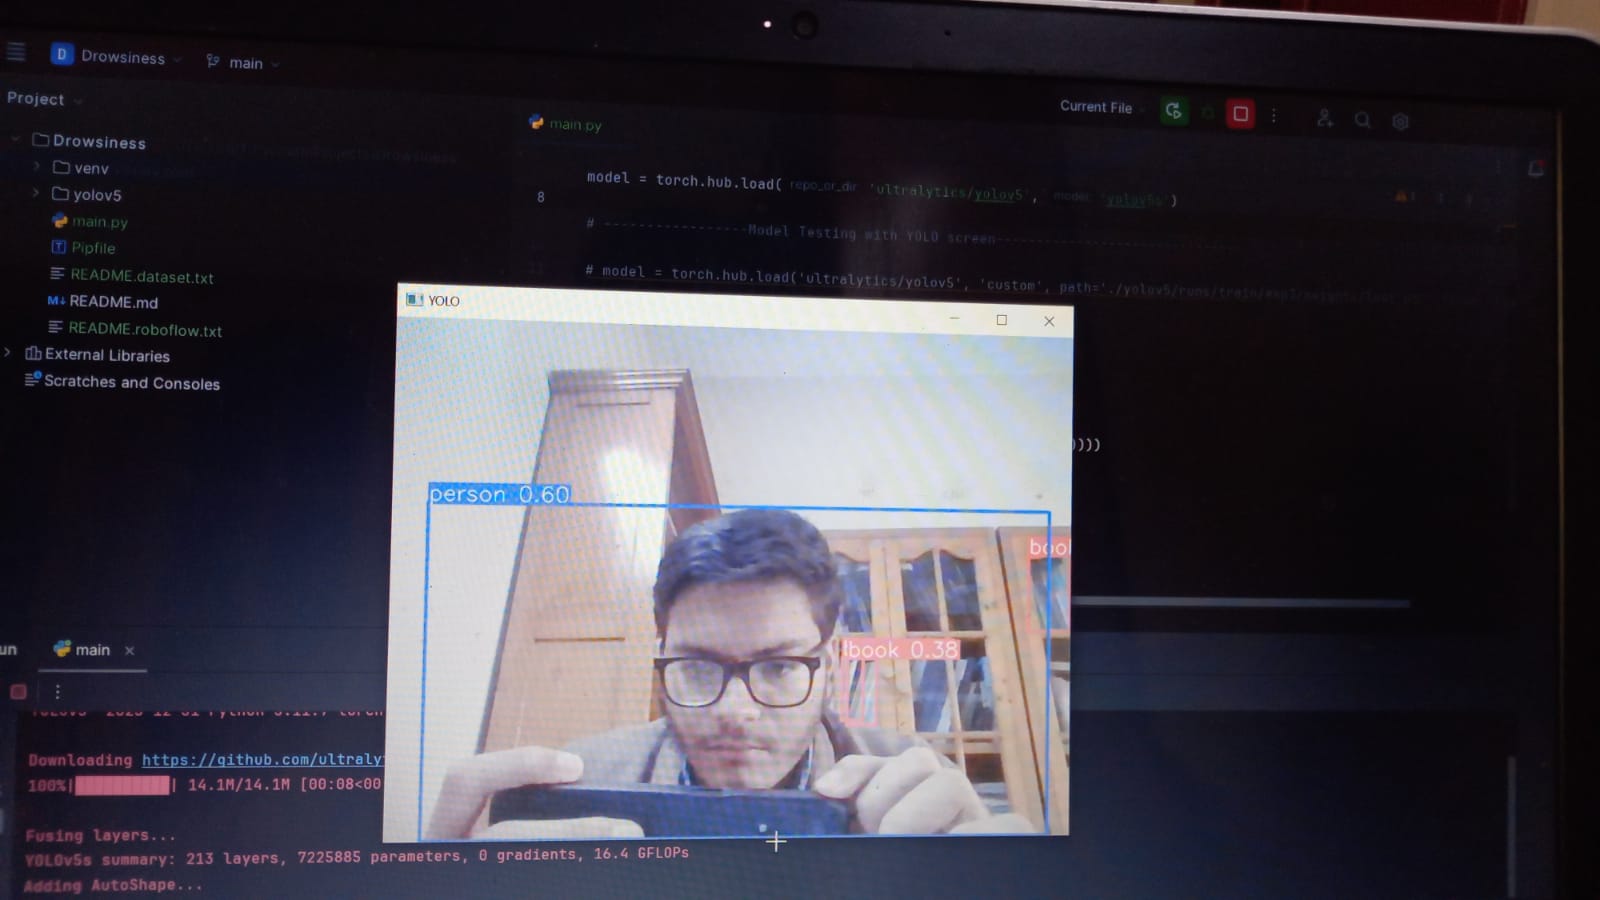 D Drowsiness main
Project
Current File
Drowsiness
venv
yolov5
main.py
Pipfile
README.dataset.txt
M↓ README.md
README.roboflow.txt
External Libraries
Scratches and Consoles
main.py
8
model = torch.hub.load( repo_or_dir 'ultralytics/yolov5', model 'yolov5s')
# -----------------Model Testing with YOLO screen-----------------------------
# model = torch.hub.load('ultralytics/yolov5', 'custom', path='./yolov5/runs/train/
))))
YOLO
person 0.60
book 0.38
boo
un
main
Downloading https://github.com/ultraly
100%| | 14.1M/14.1M [00:08<00
Fusing layers...
YOLOv5s summary: 213 layers, 7225885 parameters, 0 gradients, 16.4 GFLOPs
Adding AutoShape...